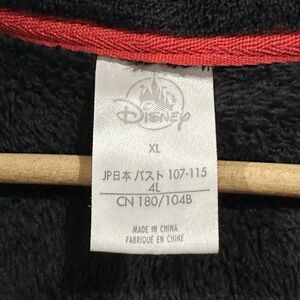 Disney
XL
JP日本 バスト 107-115
4L
CN 180/104B
MADE IN CHINA
FABRIQUÉ EN CHINE